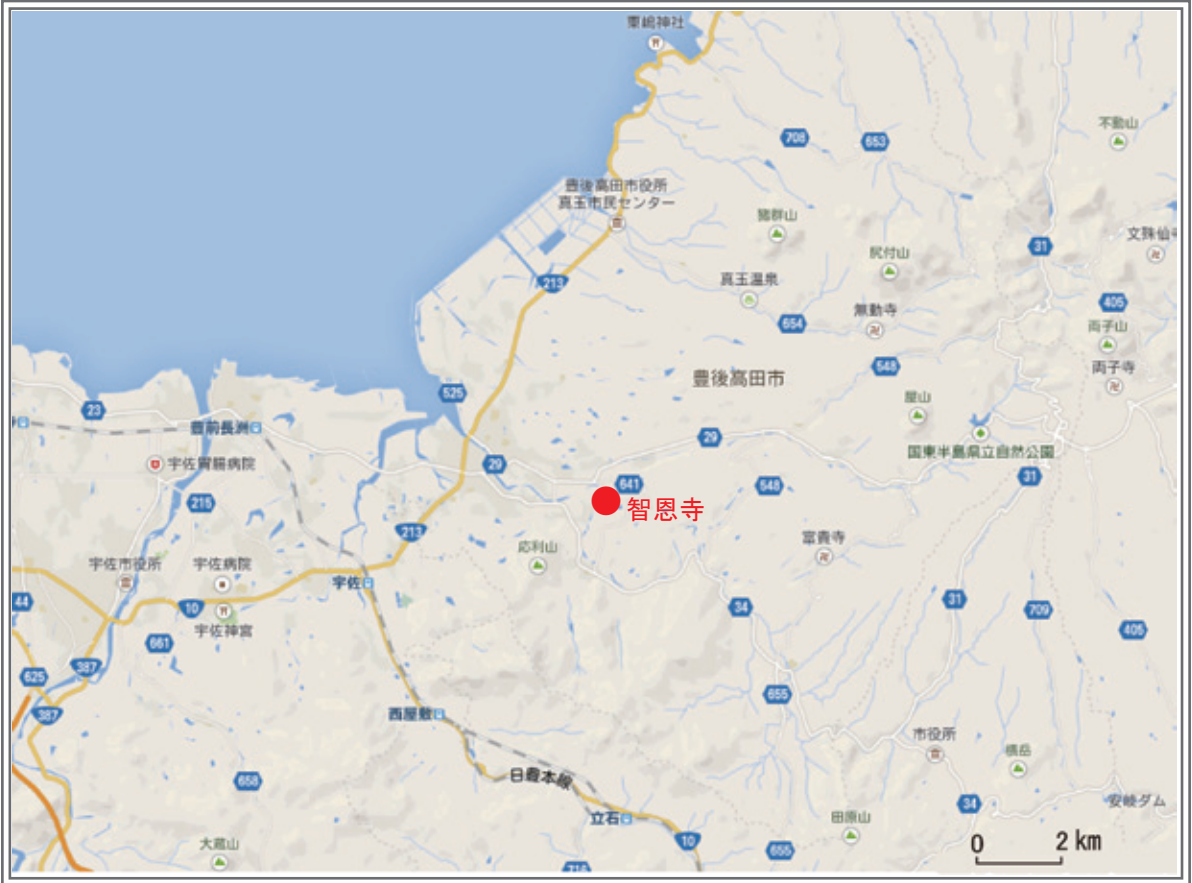 粟嶋神社
不動山
708
653
豊後高田市役所
真玉市民センター
猪群山
文殊仙寺
31
尻付山
213
真玉温泉
405
654
無動寺
両子山
548
両子寺
豊後高田市
525
屋山
23
豊前長洲
29
国東半島県立自然公園
宇佐胃腸病院
29
31
641
548
215
智恩寺
213
富貴寺
応利山
宇佐市役所
宇佐病院
宇佐
44
10
34
31
709
宇佐神宮
405
661
387
625
655
387
西屋敷
市役所
横岳
658
日豊本線
安岐ダム
34
立石
田原山
10
大蔵山
655
0
2 km
716